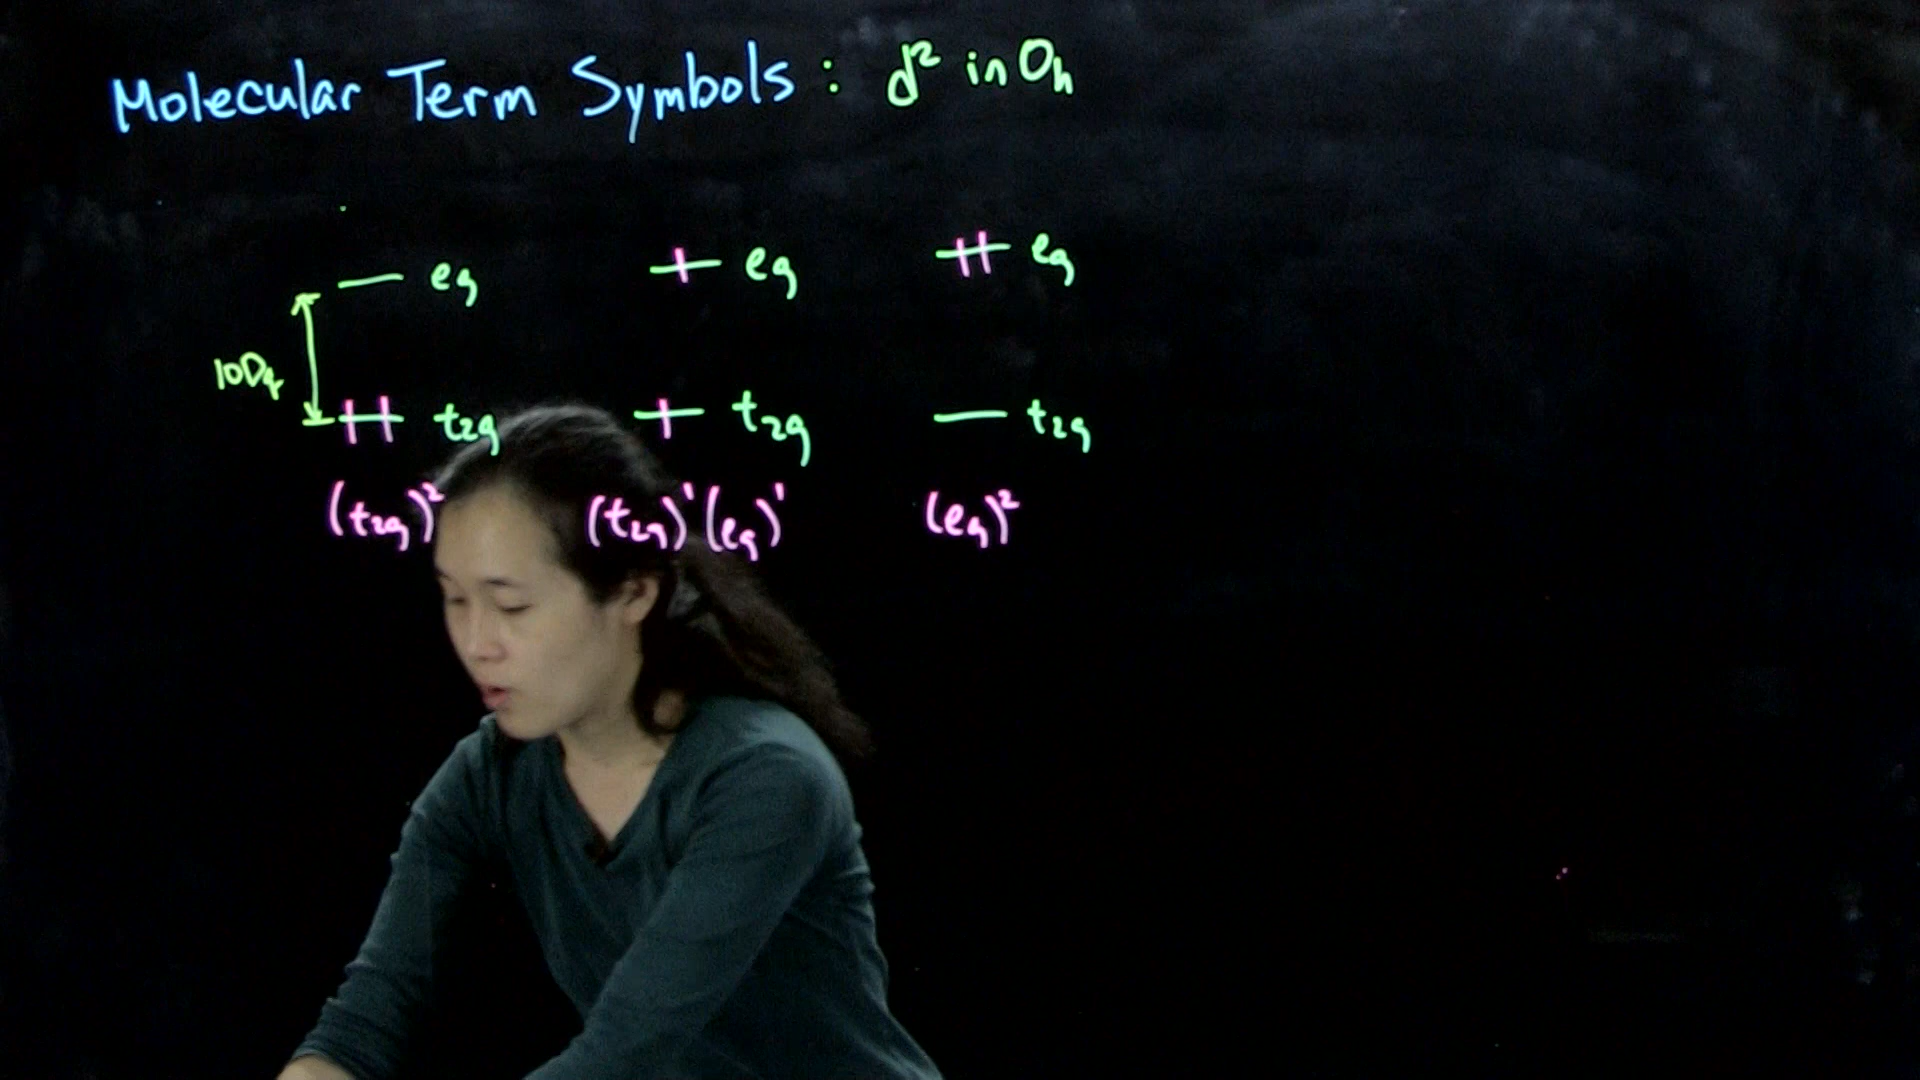 Molecular Term Symbols : d² in Oh
eg eg eg
10Dq
t2g t2g t2g
(t2g)² (t2g)¹(eg)¹ (eg)²